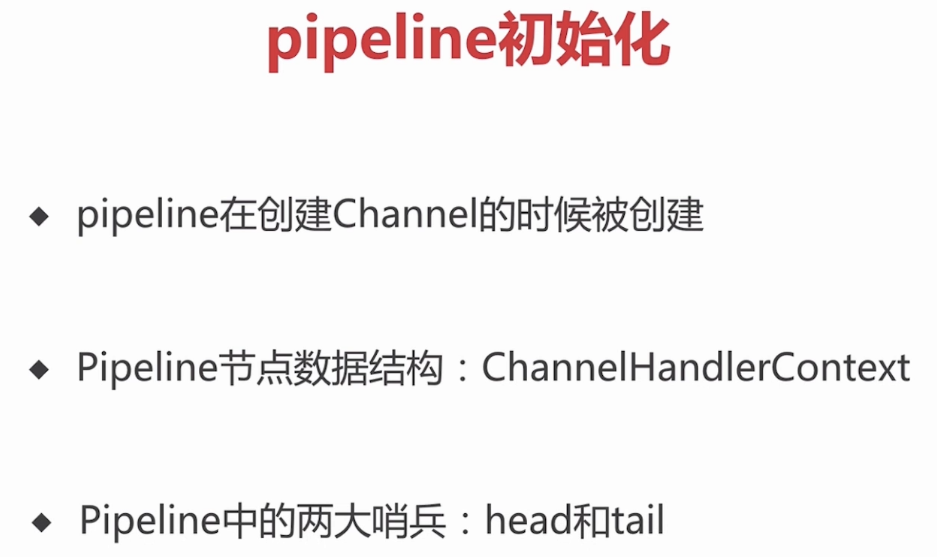 pipeline初始化
pipeline在创建Channel的时候被创建
Pipeline节点数据结构：ChannelHandlerContext
Pipeline中的两大哨兵：head和tail